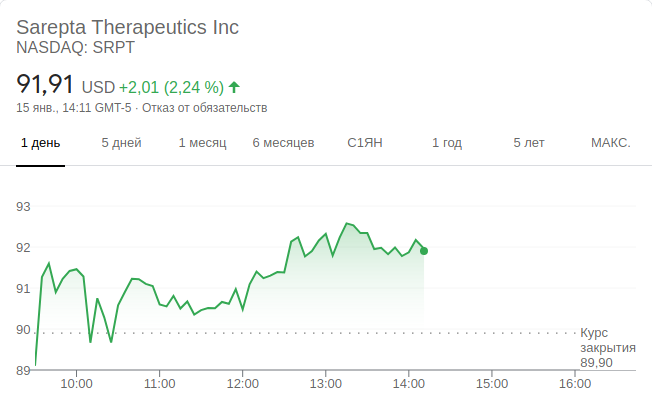 Sarepta Therapeutics Inc
NASDAQ: SRPT
91,91 USD +2,01 (2,24 %)
15 янв., 14:11 GMT-5 · Отказ от обязательств
1 день 5 дней 1 месяц 6 месяцев С1ЯН 1 год 5 лет МАКС.
93
92
91
90
Курс
закрытия
89,90
89
10:00 11:00 12:00 13:00 14:00 15:00 16:00